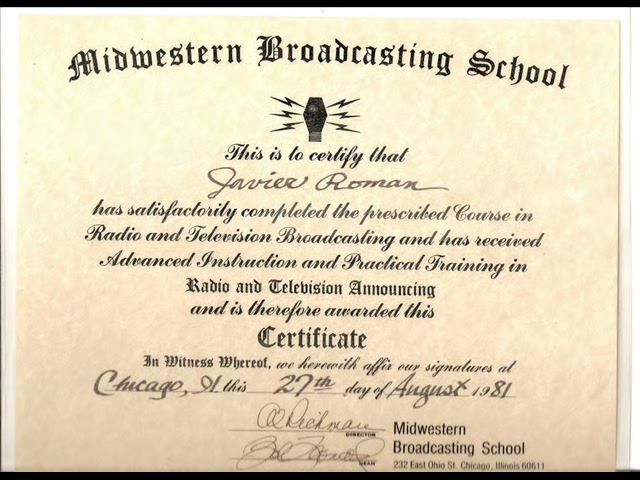 Midwestern Broadcasting School
This is to certify that
Javier Roman
has satisfactorily completed the prescribed Course in
Radio and Television Broadcasting and has received
Advanced Instruction and Practical Training in
Radio and Television Announcing
and is therefore awarded this
Certificate
In Witness Whereof, we herewith affix our signatures at
Chicago, Il this 27th day of August 1981
DIRECTOR
DEAN
Midwestern
Broadcasting School
232 East Ohio St. Chicago, Illinois 60611